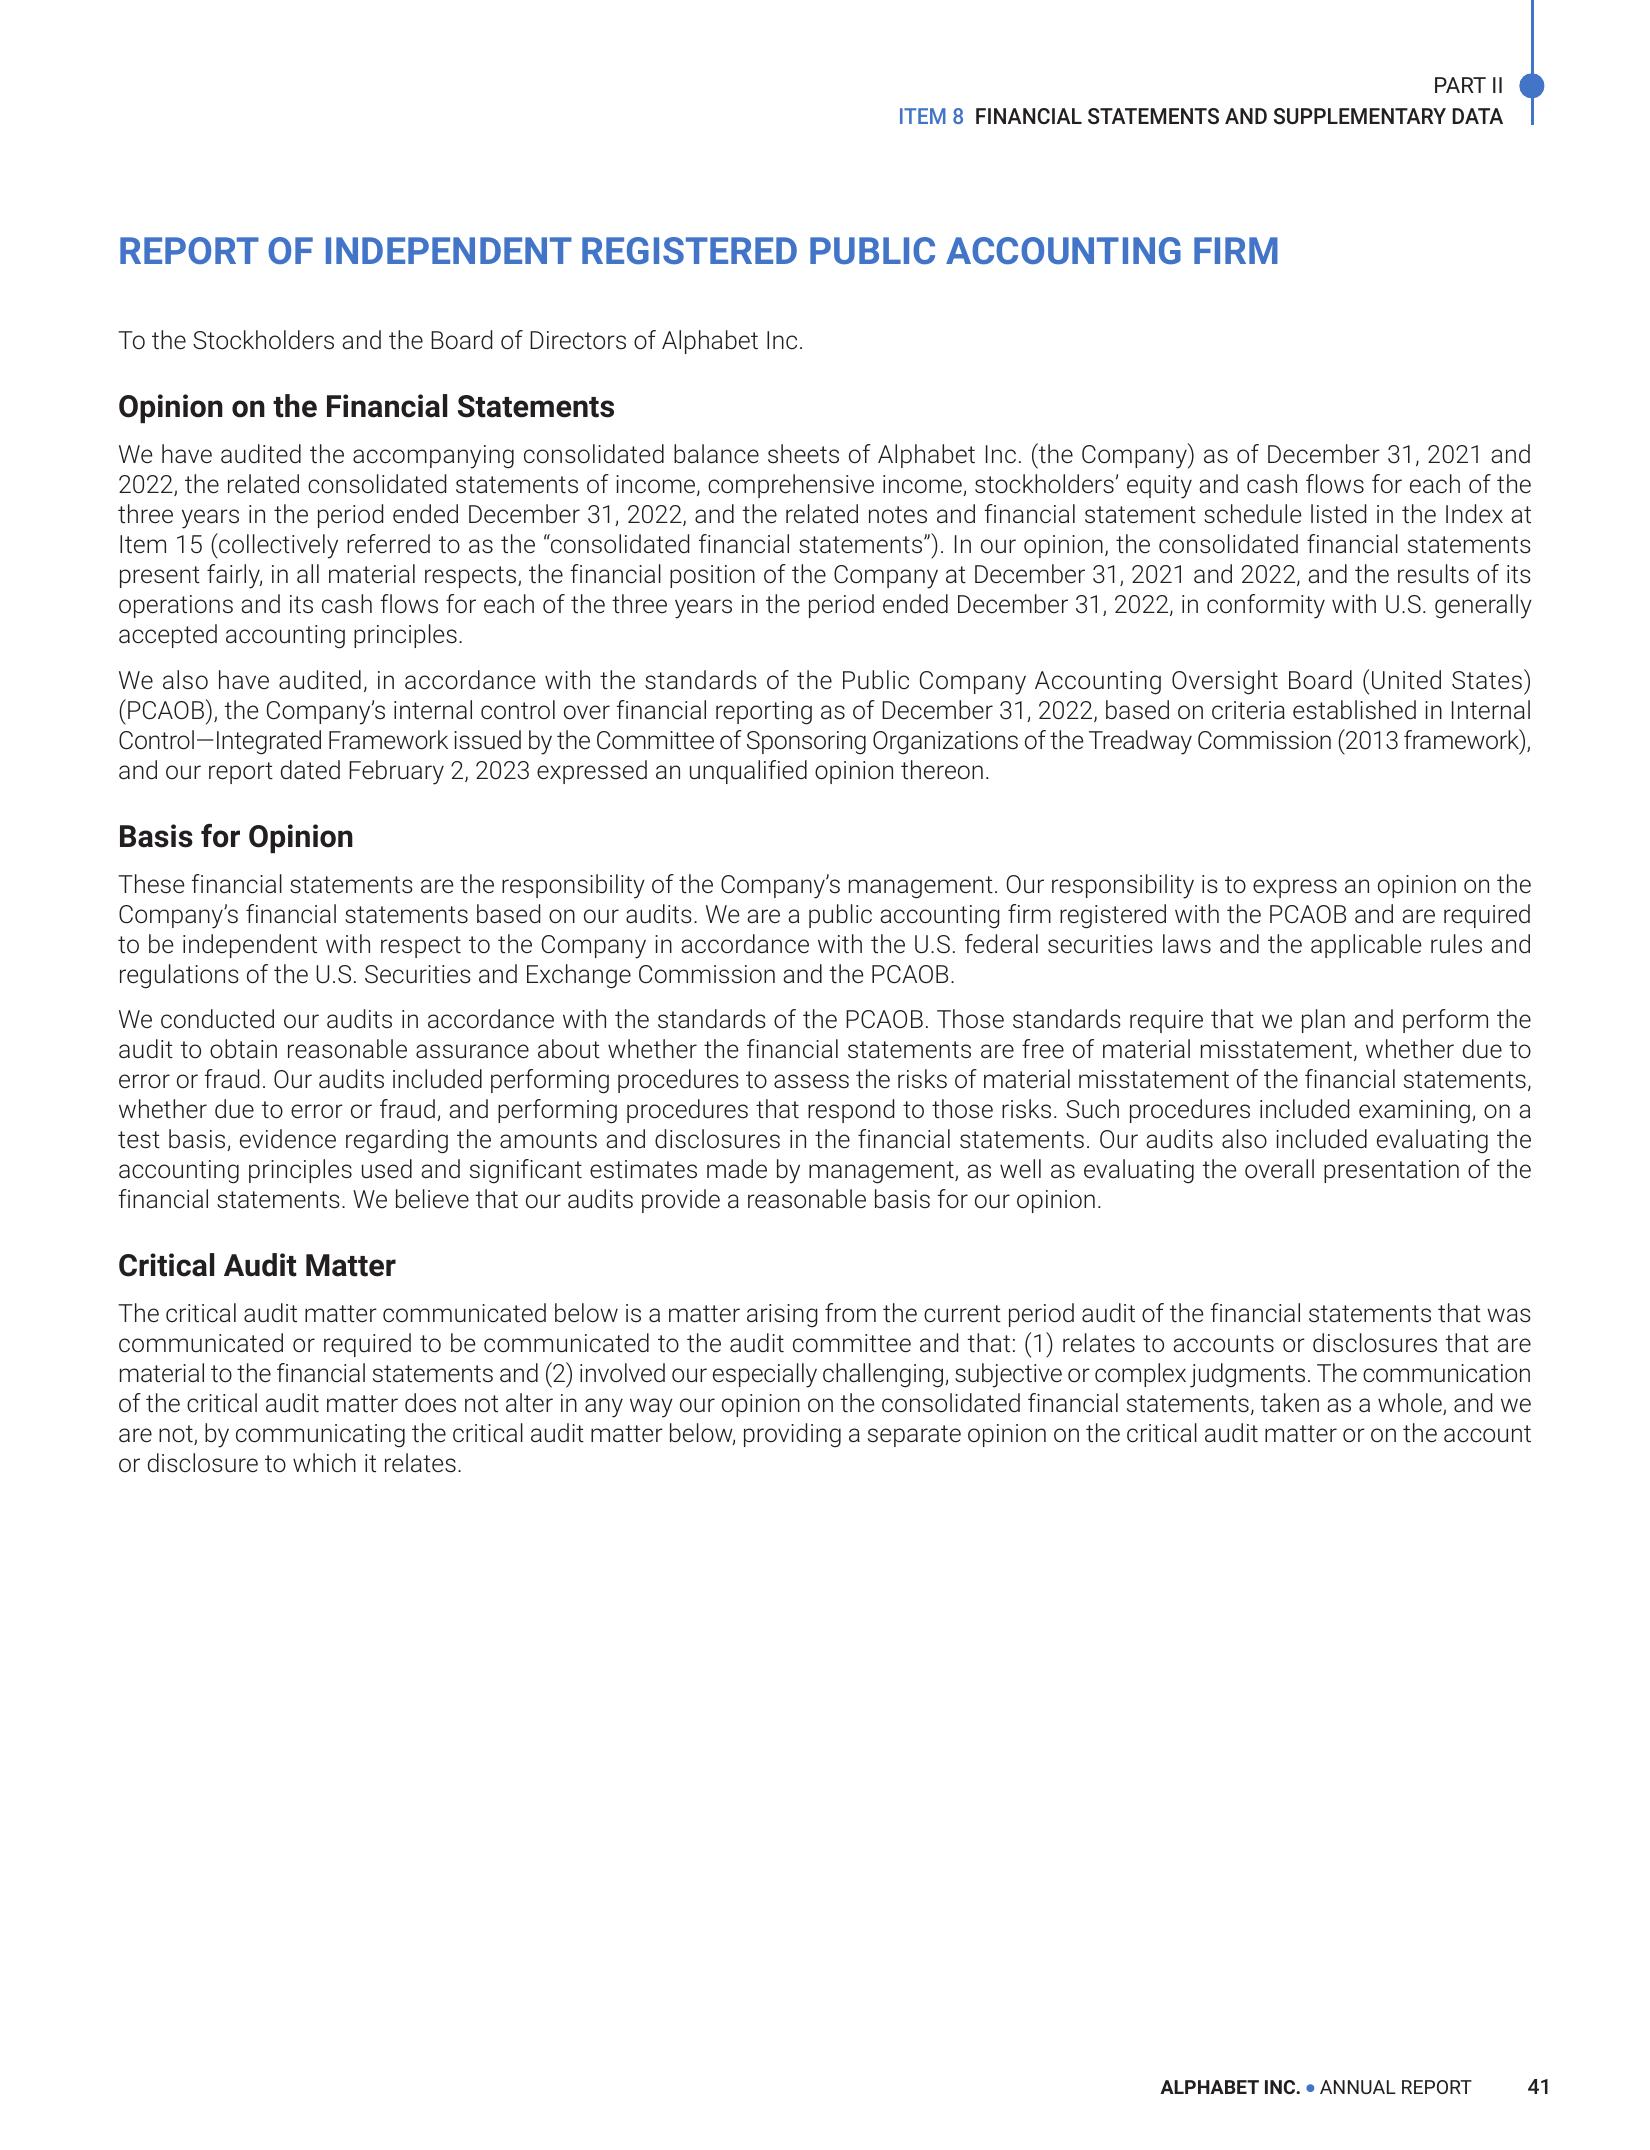 PART II
ITEM 8 FINANCIAL STATEMENTS AND SUPPLEMENTARY DATA
REPORT OF INDEPENDENT REGISTERED PUBLIC ACCOUNTING FIRM
To the Stockholders and the Board of Directors of Alphabet Inc.
Opinion on the Financial Statements
We have audited the accompanying consolidated balance sheets of Alphabet Inc. (the Company) as of December 31, 2021 and
2022, the related consolidated statements of income, comprehensive income, stockholders’ equity and cash flows for each of the
three years in the period ended December 31, 2022, and the related notes and financial statement schedule listed in the Index at
Item 15 (collectively referred to as the “consolidated financial statements”). In our opinion, the consolidated financial statements
present fairly, in all material respects, the financial position of the Company at December 31, 2021 and 2022, and the results of its
operations and its cash flows for each of the three years in the period ended December 31, 2022, in conformity with U.S. generally
accepted accounting principles.
We also have audited, in accordance with the standards of the Public Company Accounting Oversight Board (United States)
(PCAOB), the Company’s internal control over financial reporting as of December 31, 2022, based on criteria established in Internal
Control—Integrated Framework issued by the Committee of Sponsoring Organizations of the Treadway Commission (2013 framework),
and our report dated February 2, 2023 expressed an unqualified opinion thereon.
Basis for Opinion
These financial statements are the responsibility of the Company’s management. Our responsibility is to express an opinion on the
Company’s financial statements based on our audits. We are a public accounting firm registered with the PCAOB and are required
to be independent with respect to the Company in accordance with the U.S. federal securities laws and the applicable rules and
regulations of the U.S. Securities and Exchange Commission and the PCAOB.
We conducted our audits in accordance with the standards of the PCAOB. Those standards require that we plan and perform the
audit to obtain reasonable assurance about whether the financial statements are free of material misstatement, whether due to
error or fraud. Our audits included performing procedures to assess the risks of material misstatement of the financial statements,
whether due to error or fraud, and performing procedures that respond to those risks. Such procedures included examining, on a
test basis, evidence regarding the amounts and disclosures in the financial statements. Our audits also included evaluating the
accounting principles used and significant estimates made by management, as well as evaluating the overall presentation of the
financial statements. We believe that our audits provide a reasonable basis for our opinion.
Critical Audit Matter
The critical audit matter communicated below is a matter arising from the current period audit of the financial statements that was
communicated or required to be communicated to the audit committee and that: (1) relates to accounts or disclosures that are
material to the financial statements and (2) involved our especially challenging, subjective or complex judgments. The communication
of the critical audit matter does not alter in any way our opinion on the consolidated financial statements, taken as a whole, and we
are not, by communicating the critical audit matter below, providing a separate opinion on the critical audit matter or on the account
or disclosure to which it relates.
ALPHABET INC. • ANNUAL REPORT 41